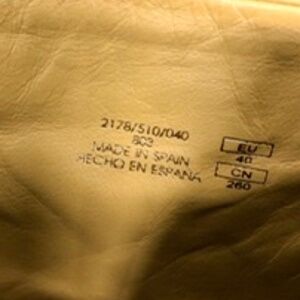 2178/510/040
803
MADE IN SPAIN
HECHO EN ESPAÑA
EU
40
CN
260